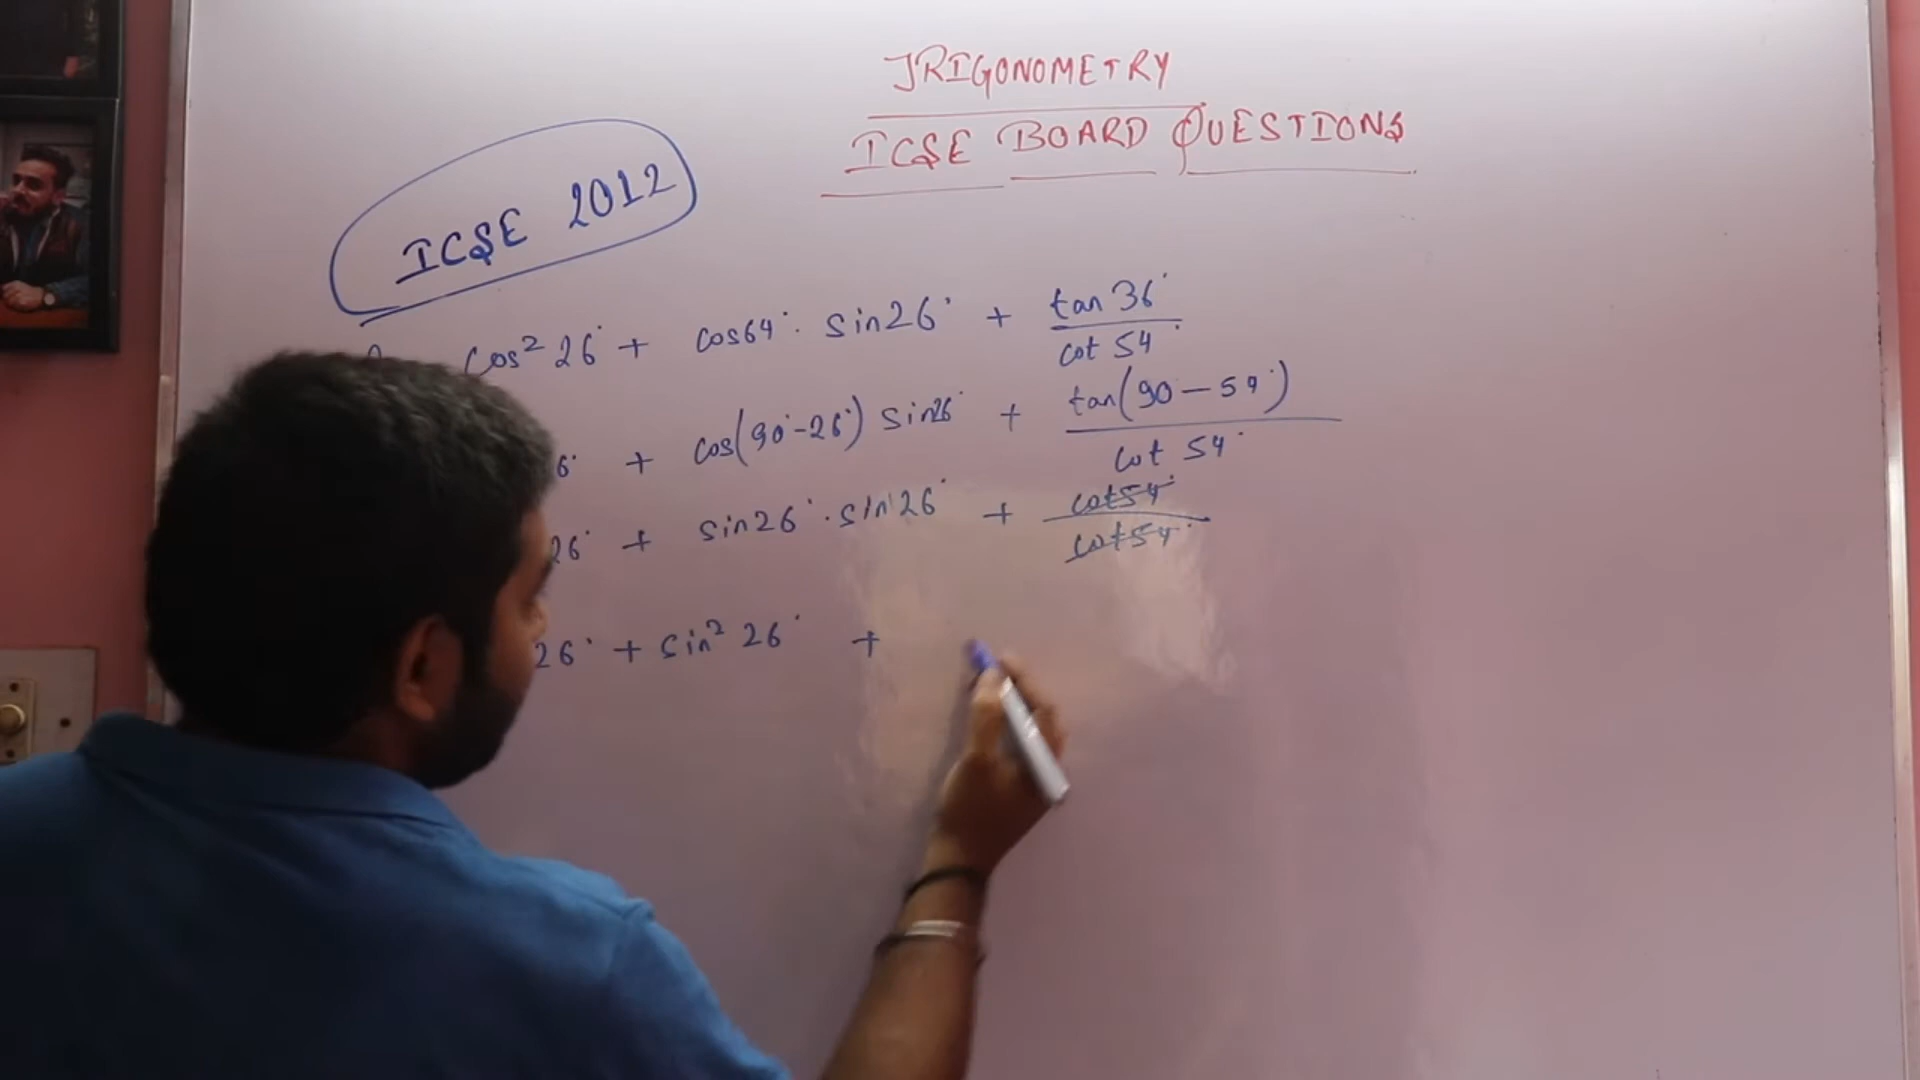 TRIGONOMETRY
ICSE BOARD QUESTIONS
ICSE 2012
cos² 26° + cos64°. sin26° + tan 36° / cot 54°
6° + cos(90°-26°) sin26° + tan(90-54°) / cot 54°
26° + sin26°.sin26° + cot54° / cot54°
26° + sin² 26° +